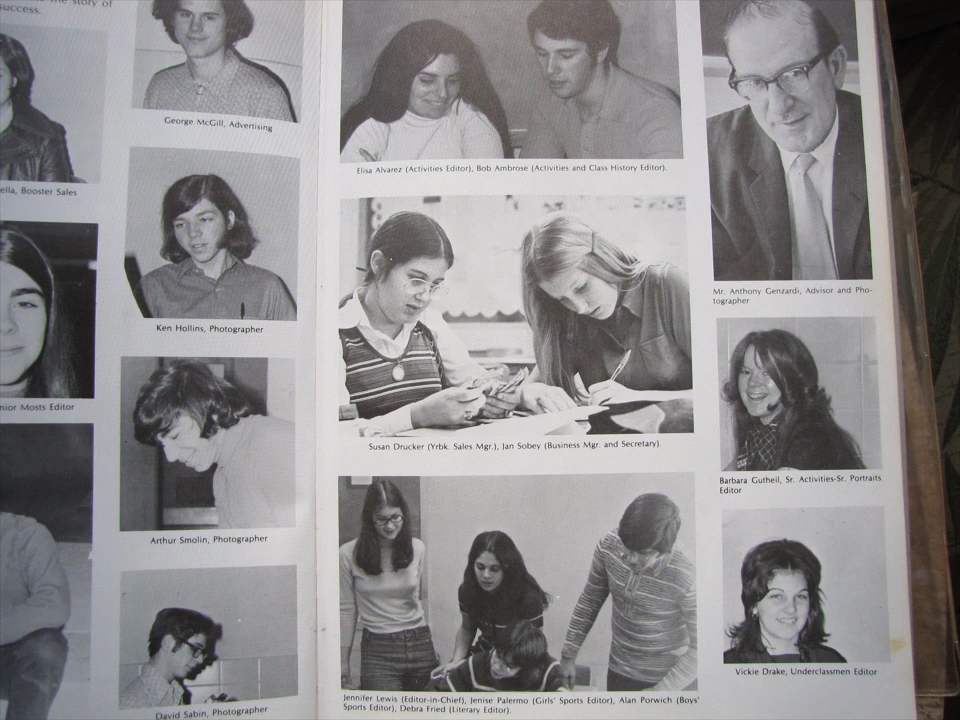 the story of
success.
George McGill, Advertising
ella, Booster Sales
Ken Hollins, Photographer
nior Mosts Editor
Arthur Smolin, Photographer
David Sabin, Photographer
Elisa Alvarez (Activities Editor), Bob Ambrose (Activities and Class History Editor).
Susan Drucker (Yrbk. Sales Mgr.), Jan Sobey (Business Mgr. and Secretary).
Jennifer Lewis (Editor-in-Chief), Jenise Palermo (Girls' Sports Editor), Alan Porwich (Boys'
Sports Editor), Debra Fried (Literary Editor).
Mr. Anthony Genzardi, Advisor and Pho-
tographer
Barbara Gutheil, Sr. Activities-Sr. Portraits
Editor
Vickie Drake, Underclassmen Editor